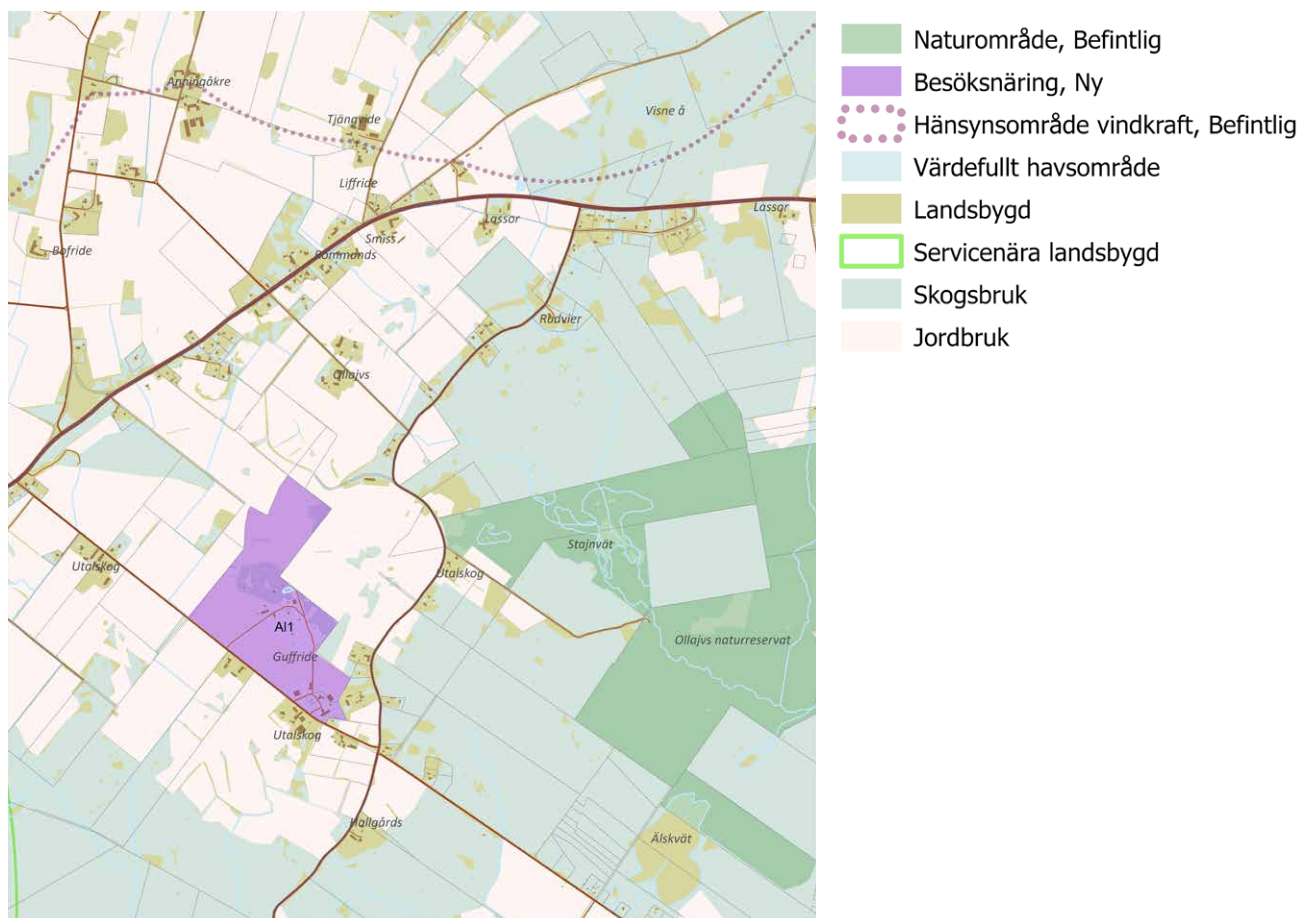 Anningåkre
Visne å
Tjängvide
Liffride
Lassor
Lassor
Smiss
Rommunds
Bofride
Rudvier
Ollajvs
Stajnvät
Utalskog
Utalskog
AI1
Ollajvs naturreservat
Guffride
Utalskog
Hallgårds
Älskvät
Naturområde, Befintlig
Besöksnäring, Ny
Hänsynsområde vindkraft, Befintlig
Värdefullt havsområde
Landsbygd
Servicenära landsbygd
Skogsbruk
Jordbruk